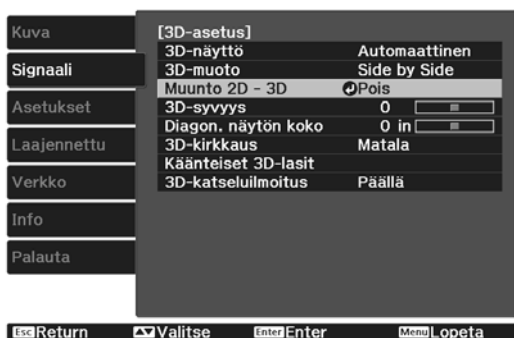 Kuva
Signaali
Asetukset
Laajennettu
Verkko
Info
Palauta
[3D-asetus]
3D-näyttö Automaattinen
3D-muoto Side by Side
Muunto 2D - 3D Pois
3D-syvyys 0
Diagon. näytön koko 0 in
3D-kirkkaus Matala
Käänteiset 3D-lasit
3D-katseluilmoitus Päällä
Esc Return Valitse Enter Enter Menu Lopeta